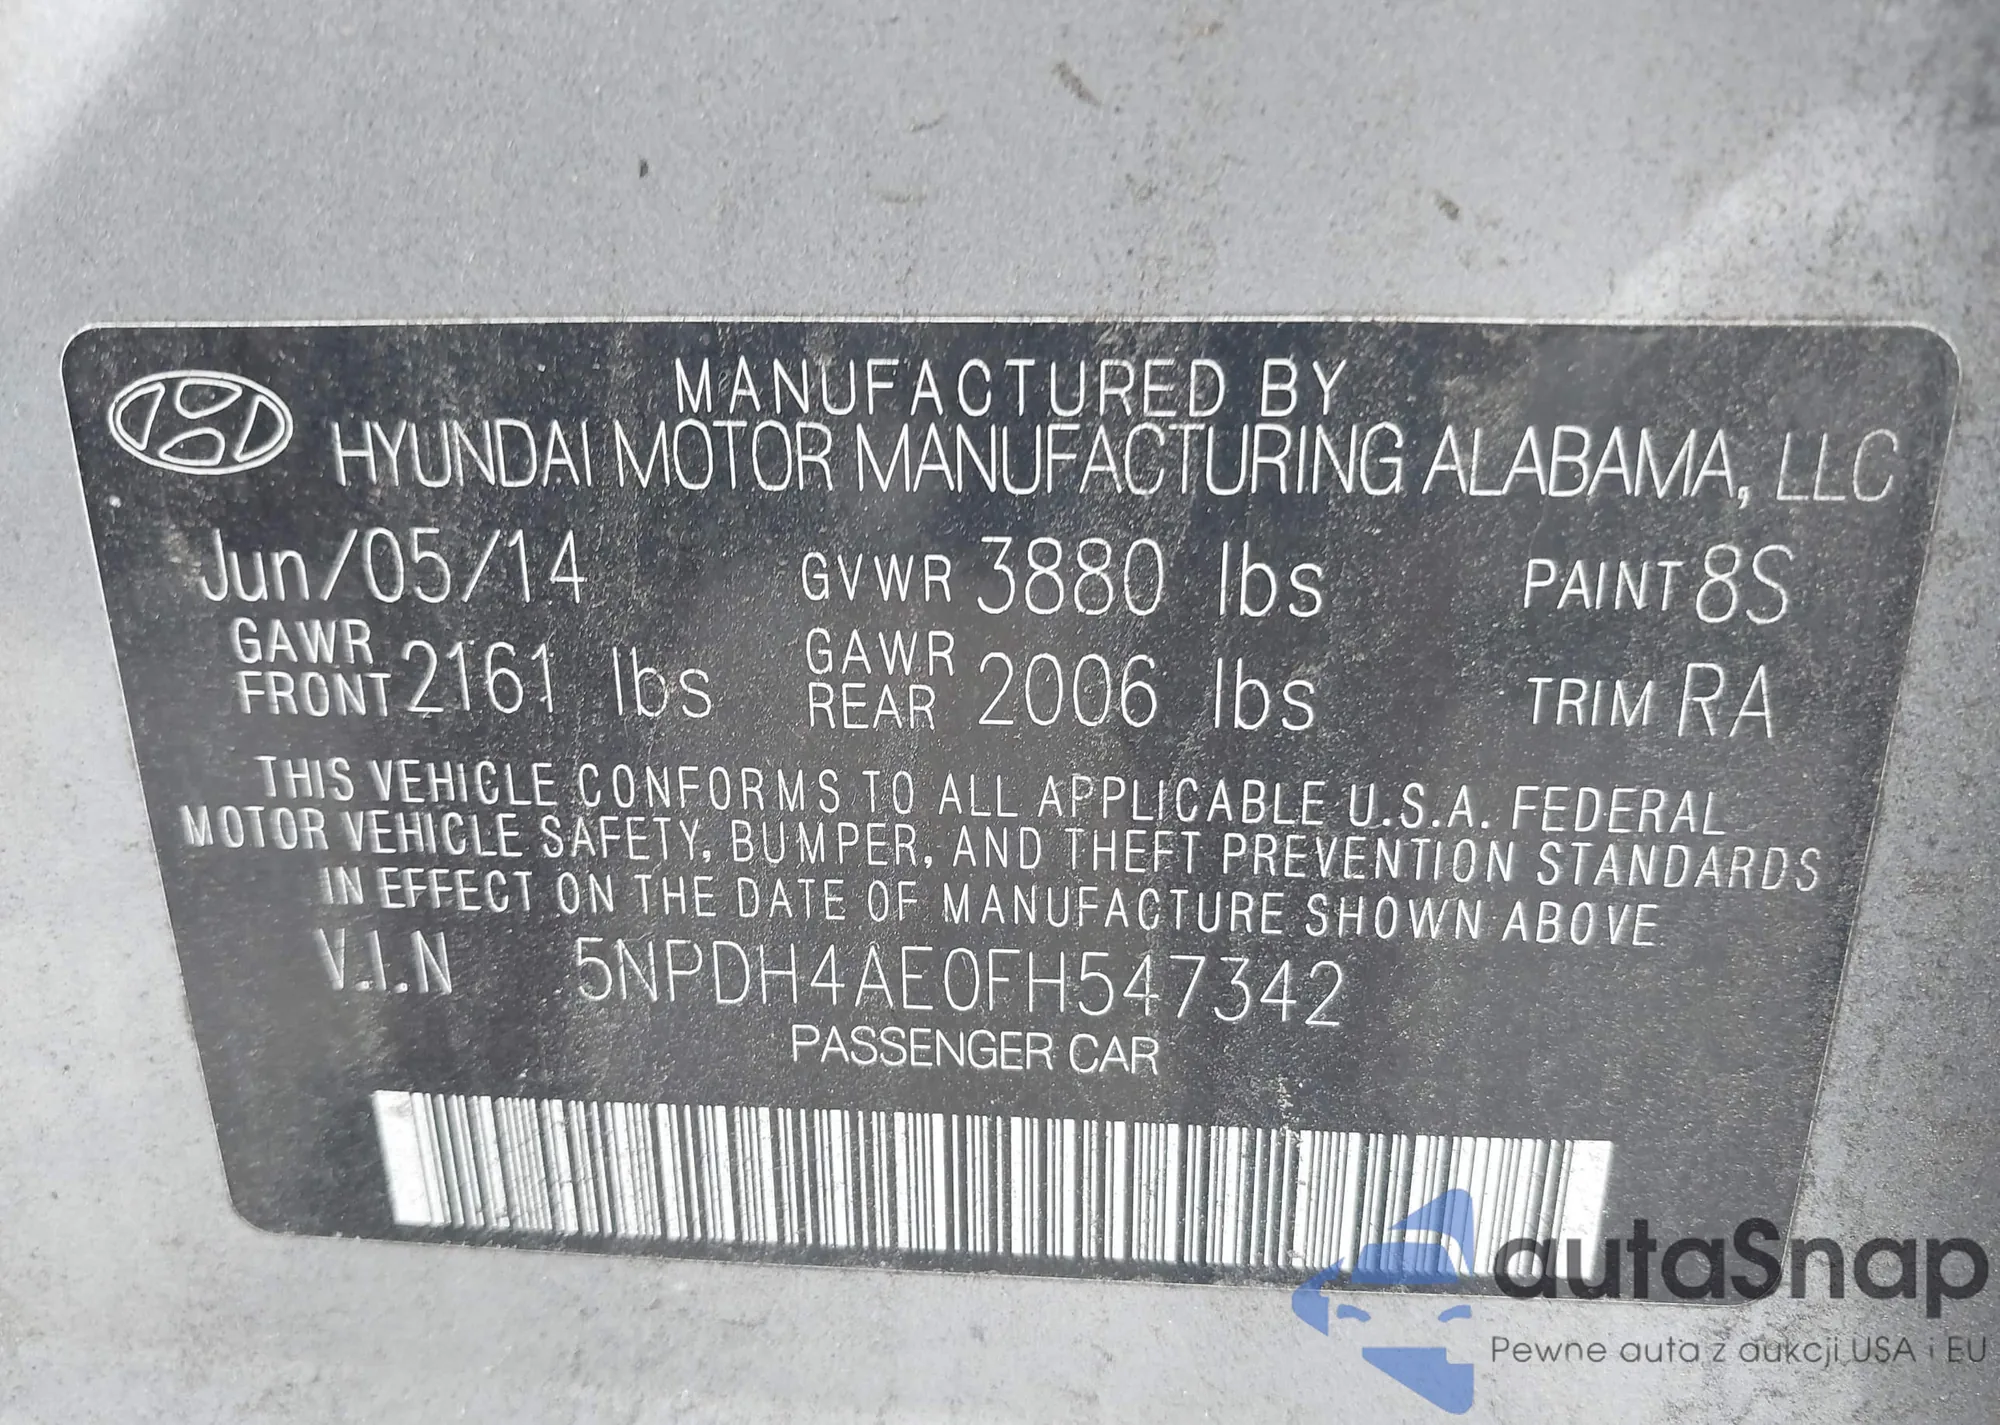 MANUFACTURED BY
HYUNDAI MOTOR MANUFACTURING ALABAMA, LLC
Jun/05/14 GVWR 3880 lbs PAINT 8S
GAWR FRONT 2161 lbs GAWR REAR 2006 lbs TRIM RA
THIS VEHICLE CONFORMS TO ALL APPLICABLE U.S.A. FEDERAL
MOTOR VEHICLE SAFETY, BUMPER, AND THEFT PREVENTION STANDARDS
IN EFFECT ON THE DATE OF MANUFACTURE SHOWN ABOVE
V.I.N 5NPDH4AE0FH547342
PASSENGER CAR
autaSnap
Pewne auta z aukcji USA i EU